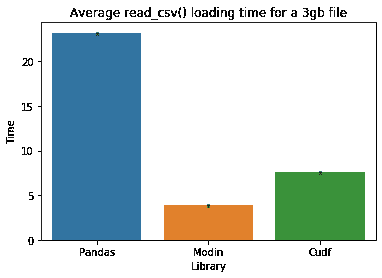 Average read_csv() loading time for a 3gb file
20
15
10
5
0
Time
Pandas
Modin
Cudf
Library